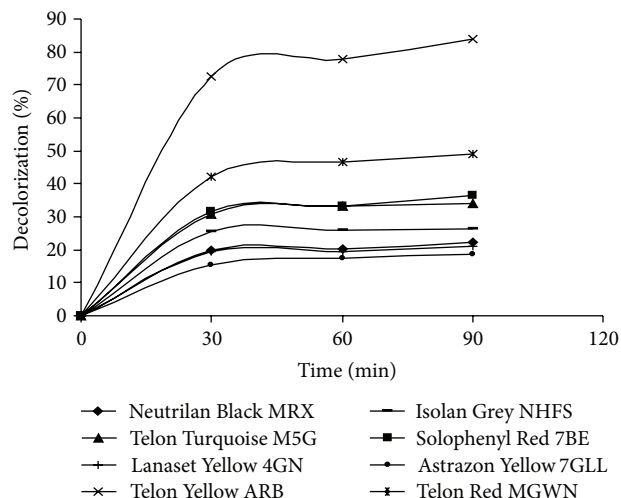 90
80
70
60
50
40
30
20
10
0
Decolorization (%)
0 30 60 90 120
Time (min)
Neutrilan Black MRX
Telon Turquoise M5G
Lanaset Yellow 4GN
Telon Yellow ARB
Isolan Grey NHFS
Solophenyl Red 7BE
Astrazon Yellow 7GLL
Telon Red MGWN